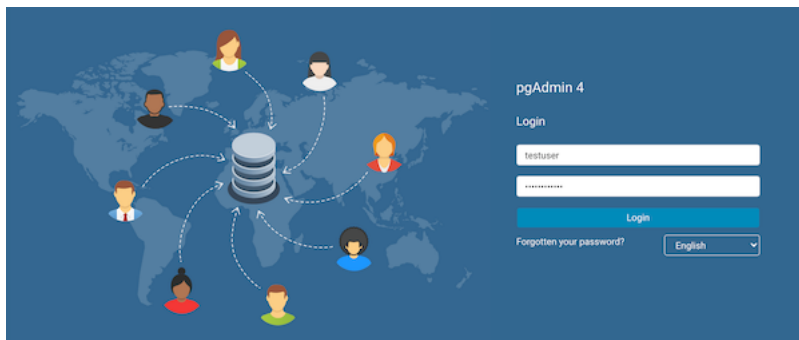 pgAdmin 4
Login
testuser
••••••••••••
Login
Forgotten your password?
English